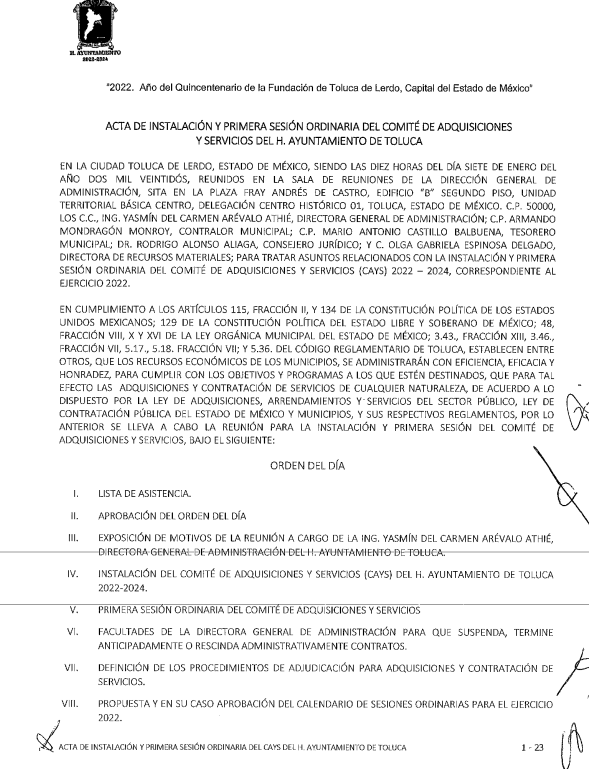 H. AYUNTAMIENTO
2022-2024
"2022. Año del Quincentenario de la Fundación de Toluca de Lerdo, Capital del Estado de México"
ACTA DE INSTALACIÓN Y PRIMERA SESIÓN ORDINARIA DEL COMITÉ DE ADQUISICIONES
Y SERVICIOS DEL H. AYUNTAMIENTO DE TOLUCA
EN LA CIUDAD TOLUCA DE LERDO, ESTADO DE MÉXICO, SIENDO LAS DIEZ HORAS DEL DÍA SIETE DE ENERO DEL
AÑO DOS MIL VEINTIDÓS, REUNIDOS EN LA SALA DE REUNIONES DE LA DIRECCIÓN GENERAL DE
ADMINISTRACIÓN, SITA EN LA PLAZA FRAY ANDRÉS DE CASTRO, EDIFICIO "B" SEGUNDO PISO, UNIDAD
TERRITORIAL BÁSICA CENTRO, DELEGACIÓN CENTRO HISTÓRICO 01, TOLUCA, ESTADO DE MÉXICO. C.P. 50000,
LOS C.C., ING. YASMÍN DEL CARMEN ARÉVALO ATHIÉ, DIRECTORA GENERAL DE ADMINISTRACIÓN; C.P. ARMANDO
MONDRAGÓN MONROY, CONTRALOR MUNICIPAL; C.P. MARIO ANTONIO CASTILLO BALBUENA, TESORERO
MUNICIPAL; DR. RODRIGO ALONSO ALIAGA, CONSEJERO JURÍDICO; Y C. OLGA GABRIELA ESPINOSA DELGADO,
DIRECTORA DE RECURSOS MATERIALES; PARA TRATAR ASUNTOS RELACIONADOS CON LA INSTALACIÓN Y PRIMERA
SESIÓN ORDINARIA DEL COMITÉ DE ADQUISICIONES Y SERVICIOS (CAYS) 2022 – 2024, CORRESPONDIENTE AL
EJERCICIO 2022.
EN CUMPLIMIENTO A LOS ARTÍCULOS 115, FRACCIÓN II, Y 134 DE LA CONSTITUCIÓN POLÍTICA DE LOS ESTADOS
UNIDOS MEXICANOS; 129 DE LA CONSTITUCIÓN POLÍTICA DEL ESTADO LIBRE Y SOBERANO DE MÉXICO; 48,
FRACCIÓN VIII, X Y XVI DE LA LEY ORGÁNICA MUNICIPAL DEL ESTADO DE MÉXICO; 3.43., FRACCIÓN XIII, 3.46.,
FRACCIÓN VII, 5.17., 5.18. FRACCIÓN VII; Y 5.36. DEL CÓDIGO REGLAMENTARIO DE TOLUCA, ESTABLECEN ENTRE
OTROS, QUE LOS RECURSOS ECONÓMICOS DE LOS MUNICIPIOS, SE ADMINISTRARÁN CON EFICIENCIA, EFICACIA Y
HONRADEZ, PARA CUMPLIR CON LOS OBJETIVOS Y PROGRAMAS A LOS QUE ESTÉN DESTINADOS, QUE PARA TAL
EFECTO LAS ADQUISICIONES Y CONTRATACIÓN DE SERVICIOS DE CUALQUIER NATURALEZA, DE ACUERDO A LO
DISPUESTO POR LA LEY DE ADQUISICIONES, ARRENDAMIENTOS Y SERVICIOS DEL SECTOR PÚBLICO, LEY DE
CONTRATACIÓN PÚBLICA DEL ESTADO DE MÉXICO Y MUNICIPIOS, Y SUS RESPECTIVOS REGLAMENTOS, POR LO
ANTERIOR SE LLEVA A CABO LA REUNIÓN PARA LA INSTALACIÓN Y PRIMERA SESIÓN DEL COMITÉ DE
ADQUISICIONES Y SERVICIOS, BAJO EL SIGUIENTE:
ORDEN DEL DÍA
I. LISTA DE ASISTENCIA.
II. APROBACIÓN DEL ORDEN DEL DÍA
III. EXPOSICIÓN DE MOTIVOS DE LA REUNIÓN A CARGO DE LA ING. YASMÍN DEL CARMEN ARÉVALO ATHIÉ,
DIRECTORA GENERAL DE ADMINISTRACIÓN DEL H. AYUNTAMIENTO DE TOLUCA.
IV. INSTALACIÓN DEL COMITÉ DE ADQUISICIONES Y SERVICIOS (CAYS) DEL H. AYUNTAMIENTO DE TOLUCA
2022-2024.
V. PRIMERA SESIÓN ORDINARIA DEL COMITÉ DE ADQUISICIONES Y SERVICIOS
VI. FACULTADES DE LA DIRECTORA GENERAL DE ADMINISTRACIÓN PARA QUE SUSPENDA, TERMINE
ANTICIPADAMENTE O RESCINDA ADMINISTRATIVAMENTE CONTRATOS.
VII. DEFINICIÓN DE LOS PROCEDIMIENTOS DE ADJUDICACIÓN PARA ADQUISICIONES Y CONTRATACIÓN DE
SERVICIOS.
VIII. PROPUESTA Y EN SU CASO APROBACIÓN DEL CALENDARIO DE SESIONES ORDINARIAS PARA EL EJERCICIO
2022.
ACTA DE INSTALACIÓN Y PRIMERA SESIÓN ORDINARIA DEL CAYS DEL H. AYUNTAMIENTO DE TOLUCA 1 - 23